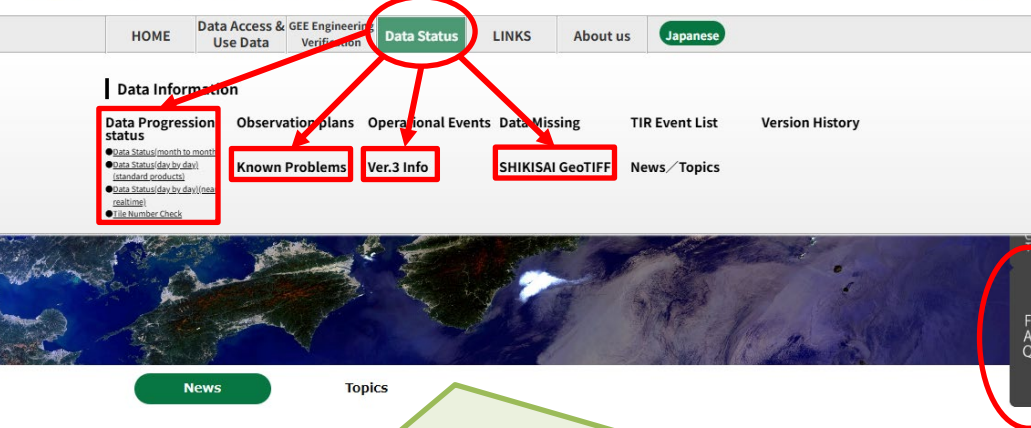 HOME
Data Access & Use Data
GEE Engineering Verification
Data Status
LINKS
About us
Japanese
Data Information
Data Progression status
●Data Status(month to month
●Data Status(day by day) (standard products)
●Data Status(day by day)(near realtime)
●Tile Number Check
Observation plans
Operational Events
Data Missing
TIR Event List
Version History
Known Problems
Ver.3 Info
SHIKISAI GeoTIFF
News／Topics
F
A
Q
News
Topics